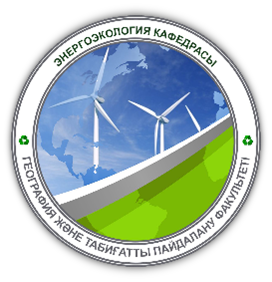 ЭНЕРГОЭКОЛОГИЯ КАФЕДРАСЫ
ГЕОГРАФИЯ ЖӘНЕ ТАБИҒАТТЫ ПАЙДАЛАНУ ФАКУЛЬТЕТІ